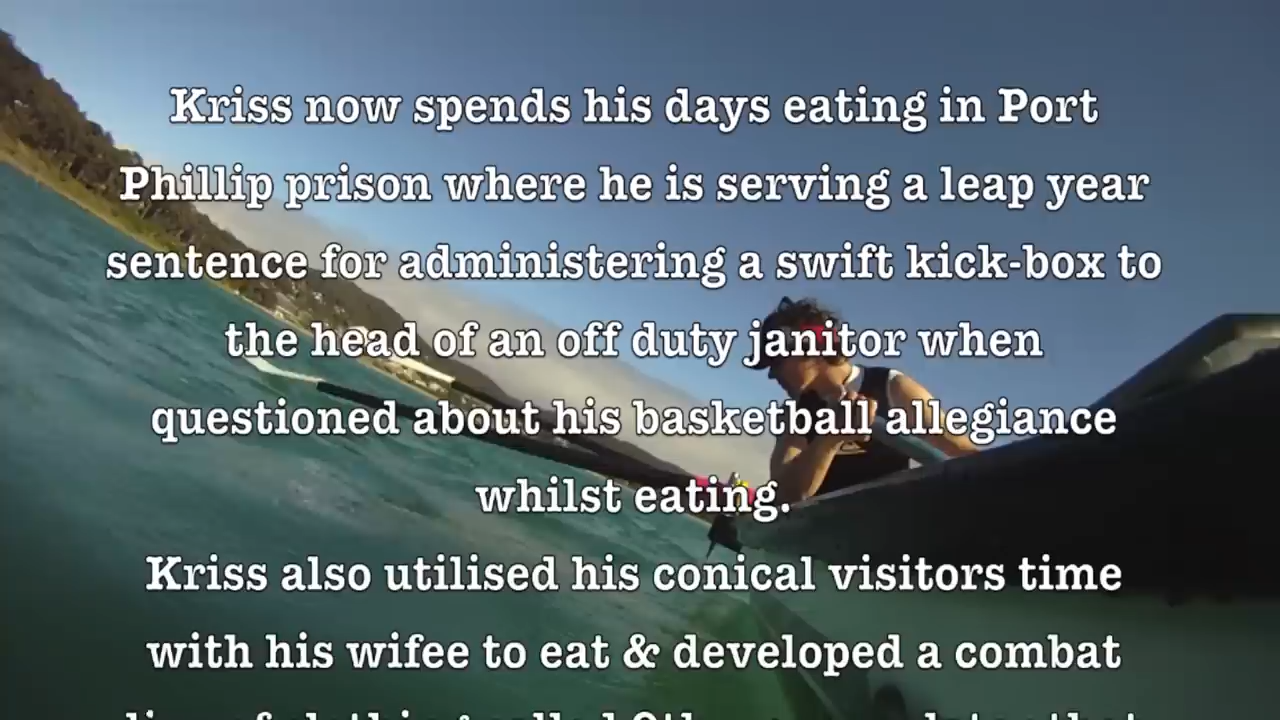 Kriss now spends his days eating in Port
Phillip prison where he is serving a leap year
sentence for administering a swift kick-box to
the head of an off duty janitor when
questioned about his basketball allegiance
whilst eating.
Kriss also utilised his conical visitors time
with his wifee to eat & developed a combat